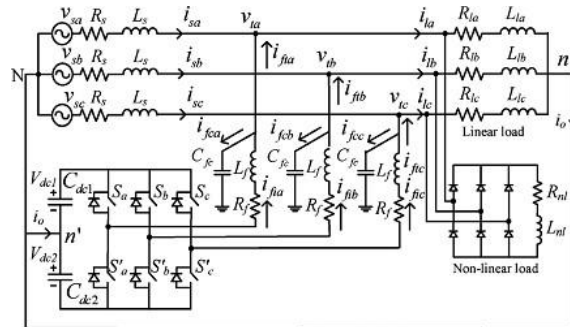 v_sa R_s L_s i_sa v_ta i_la R_la L_la
i_fta
N v_sb R_s L_s i_sb v_tb i_lb R_lb L_lb n
i_ftb
v_sc R_s L_s i_sc v_tc i_lc R_lc L_lc
i_o'
Linear load
i_fca i_fcb i_fcc i_ftc
C_fc L_f C_fc L_f C_fc L_f
V_dc1 C_dc1 S_a S_b S_c
R_f i_fia R_f i_fib R_f i_fic
R_nl
L_nl
i_o n'
V_dc2 C_dc2 S'_a S'_b S'_c
Non-linear load